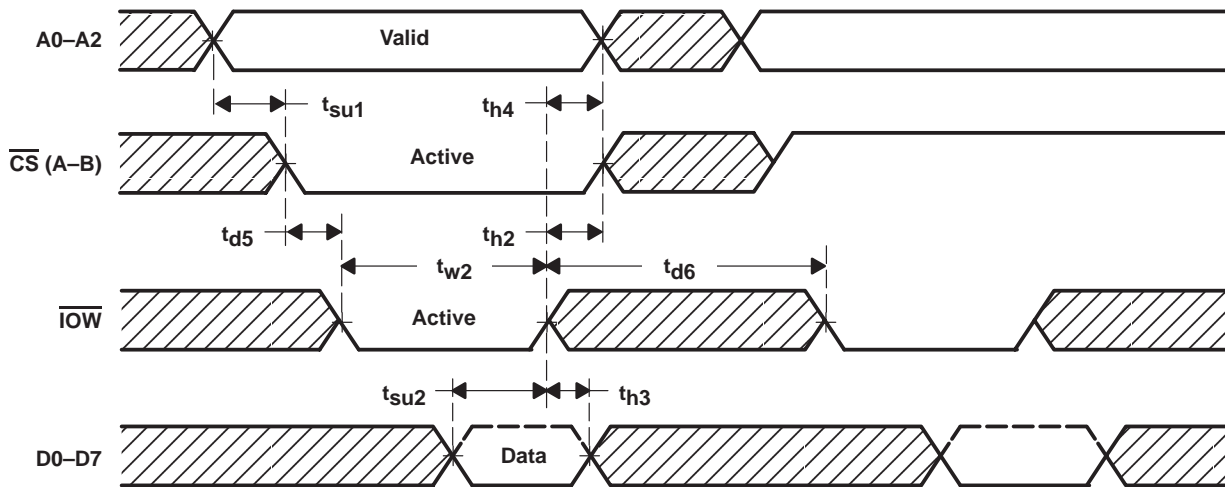 A0–A2
Valid
tsu1
th4
CS (A–B)
Active
td5
th2
tw2
td6
IOW
Active
tsu2
th3
D0–D7
Data